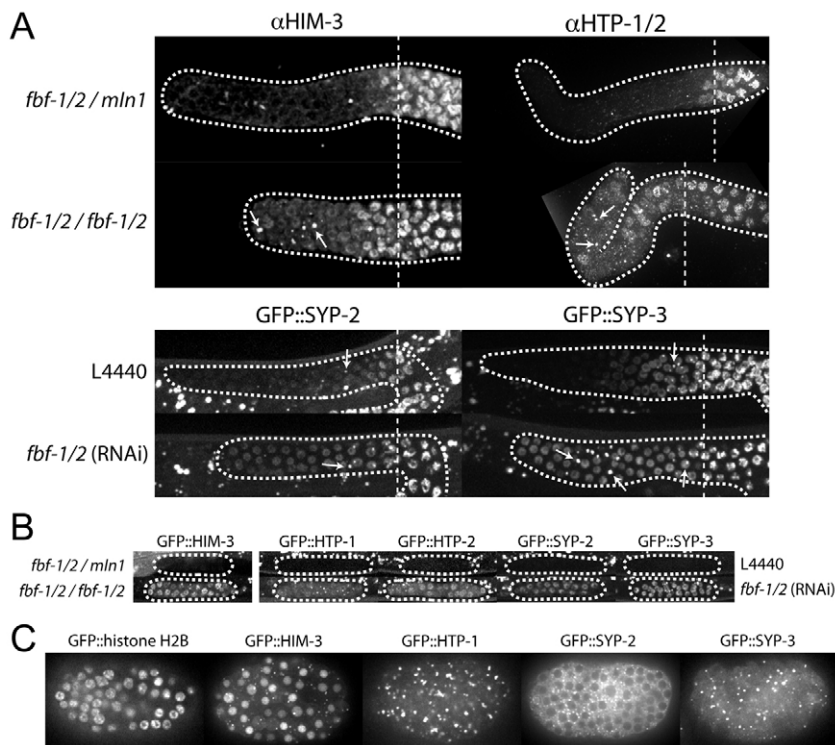 A
αHIM-3 αHTP-1/2
fbf-1/2 / mIn1
fbf-1/2 / fbf-1/2
GFP::SYP-2 GFP::SYP-3
L4440
fbf-1/2 (RNAi)
B
GFP::HIM-3 GFP::HTP-1 GFP::HTP-2 GFP::SYP-2 GFP::SYP-3
fbf-1/2 / mIn1 L4440
fbf-1/2 / fbf-1/2 fbf-1/2 (RNAi)
C
GFP::histone H2B GFP::HIM-3 GFP::HTP-1 GFP::SYP-2 GFP::SYP-3